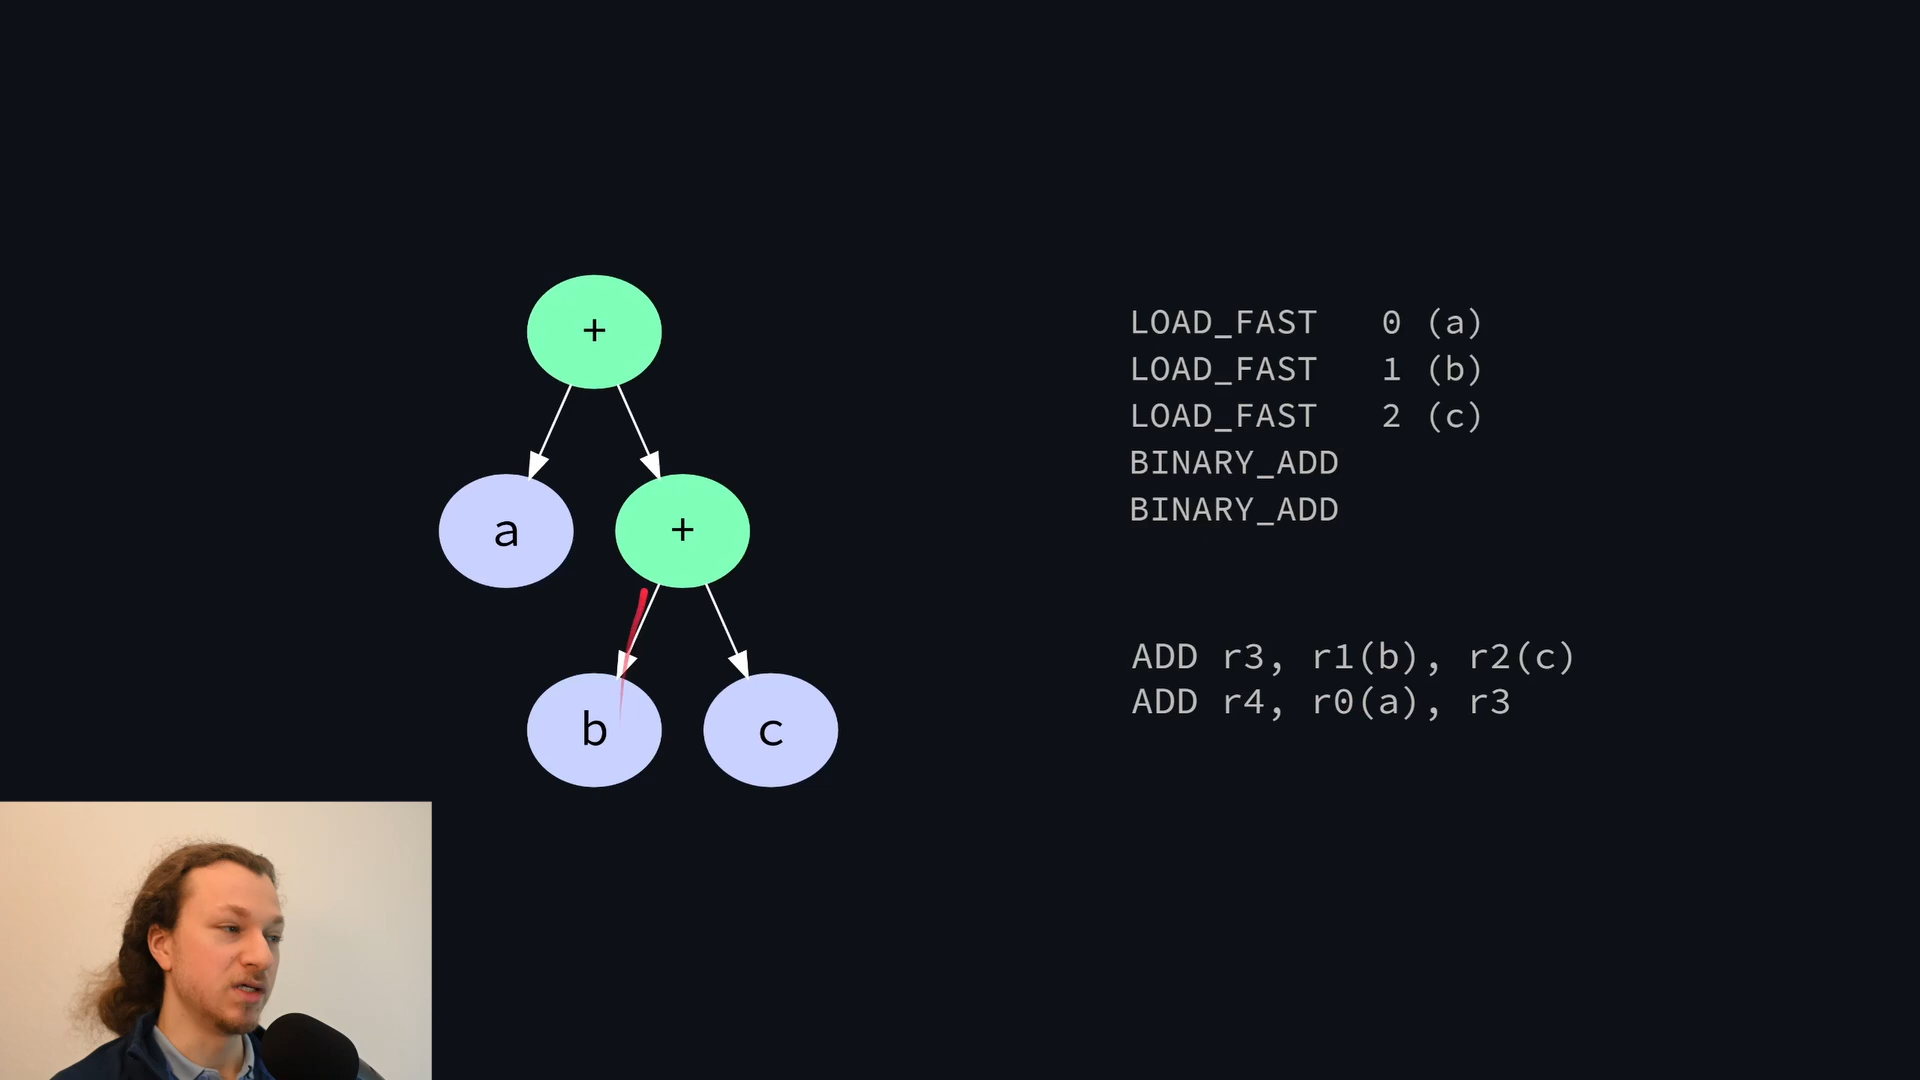 +
a
+
b
c
LOAD_FAST 0 (a)
LOAD_FAST 1 (b)
LOAD_FAST 2 (c)
BINARY_ADD
BINARY_ADD
ADD r3, r1(b), r2(c)
ADD r4, r0(a), r3